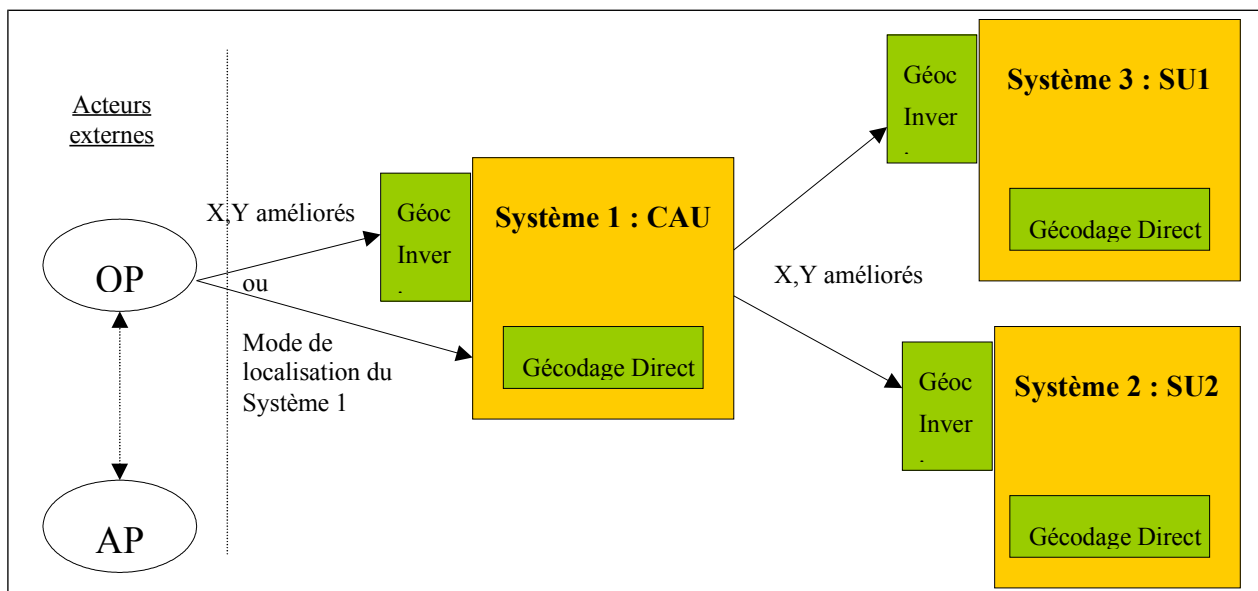 Acteurs
externes
OP
AP
X,Y améliorés
ou
Mode de
localisation du
Système 1
Géoc
Inver
.
Système 1 : CAU
Gécodage Direct
X,Y améliorés
Géoc
Inver
.
Système 3 : SU1
Gécodage Direct
Géoc
Inver
.
Système 2 : SU2
Gécodage Direct